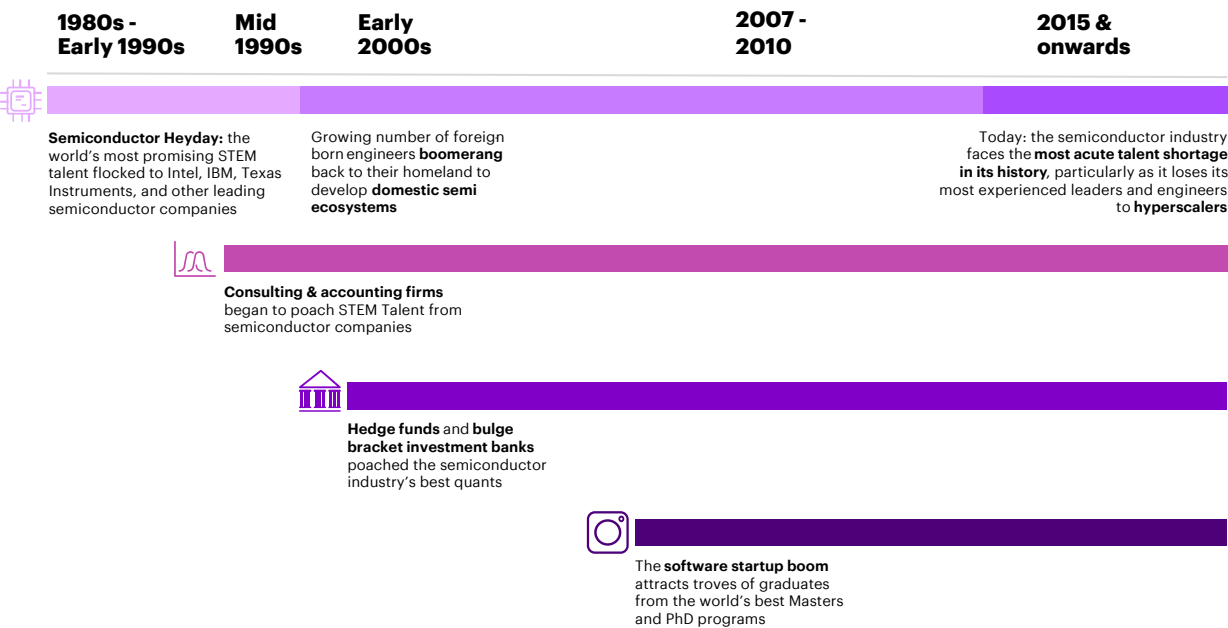 1980s -
Early 1990s
Mid
1990s
Early
2000s
2007 -
2010
2015 &
onwards
Semiconductor Heyday: the
world's most promising STEM
talent flocked to Intel, IBM, Texas
Instruments, and other leading
semiconductor companies
Growing number of foreign
born engineers boomerang
back to their homeland to
develop domestic semi
ecosystems
Today: the semiconductor industry
faces the most acute talent shortage
in its history, particularly as it loses its
most experienced leaders and engineers
to hyperscalers
Consulting & accounting firms
began to poach STEM Talent from
semiconductor companies
Hedge funds and bulge
bracket investment banks
poached the semiconductor
industry's best quants
The software startup boom
attracts troves of graduates
from the world's best Masters
and PhD programs